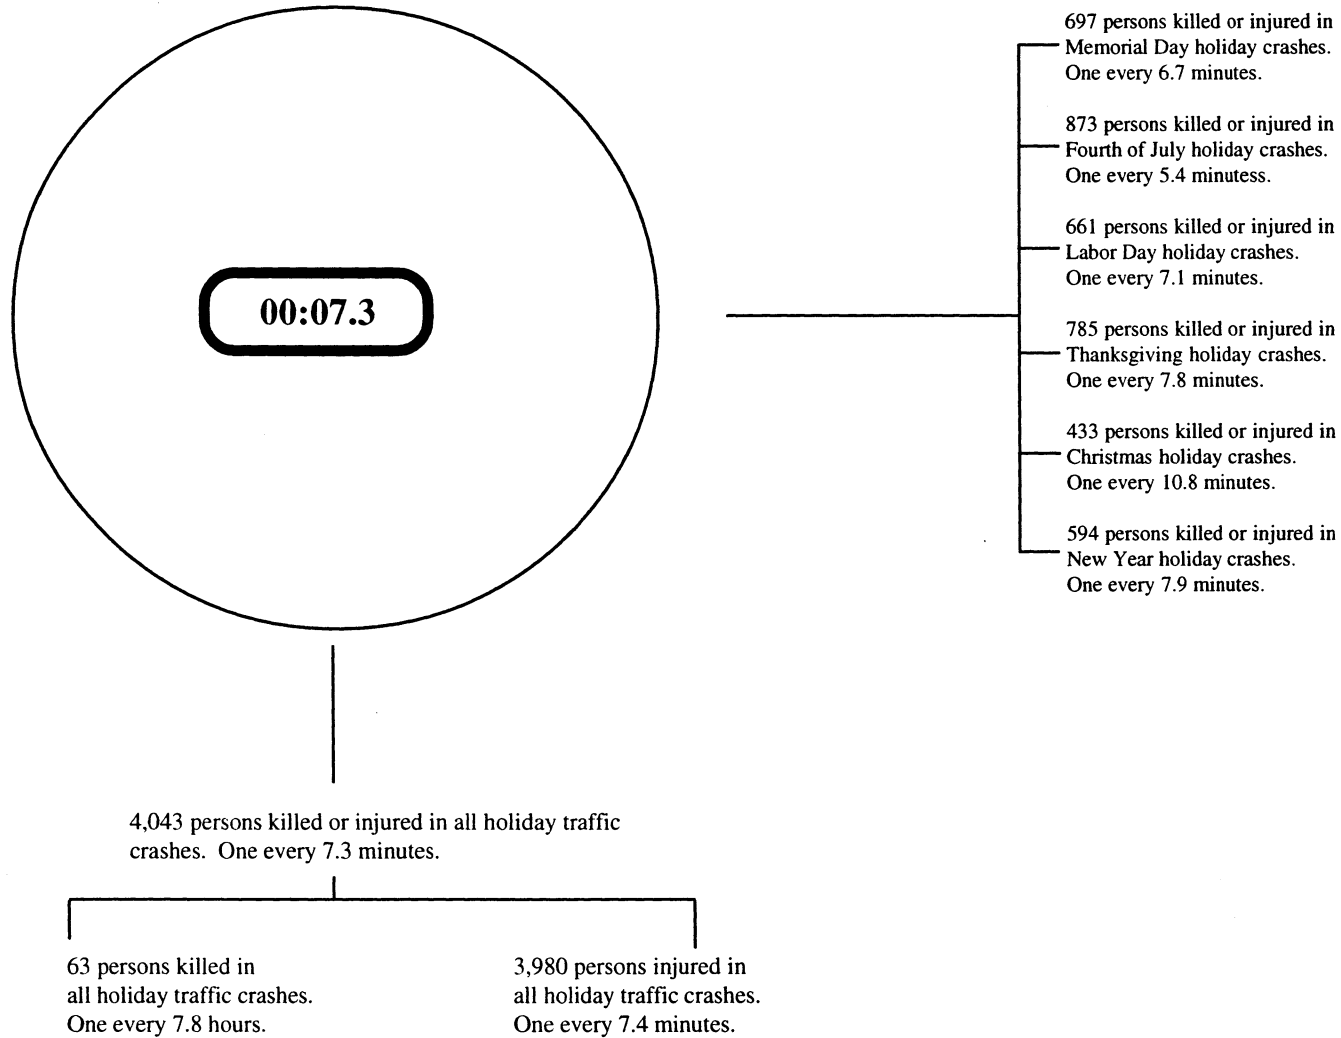 697 persons killed or injured in
Memorial Day holiday crashes.
One every 6.7 minutes.
873 persons killed or injured in
Fourth of July holiday crashes.
One every 5.4 minutess.
661 persons killed or injured in
Labor Day holiday crashes.
One every 7.1 minutes.
00:07.3
785 persons killed or injured in
Thanksgiving holiday crashes.
One every 7.8 minutes.
433 persons killed or injured in
Christmas holiday crashes.
One every 10.8 minutes.
594 persons killed or injured in
New Year holiday crashes.
One every 7.9 minutes.
4,043 persons killed or injured in all holiday traffic
crashes.  One every 7.3 minutes.
63 persons killed in
all holiday traffic crashes.
One every 7.8 hours.
3,980 persons injured in
all holiday traffic crashes.
One every 7.4 minutes.